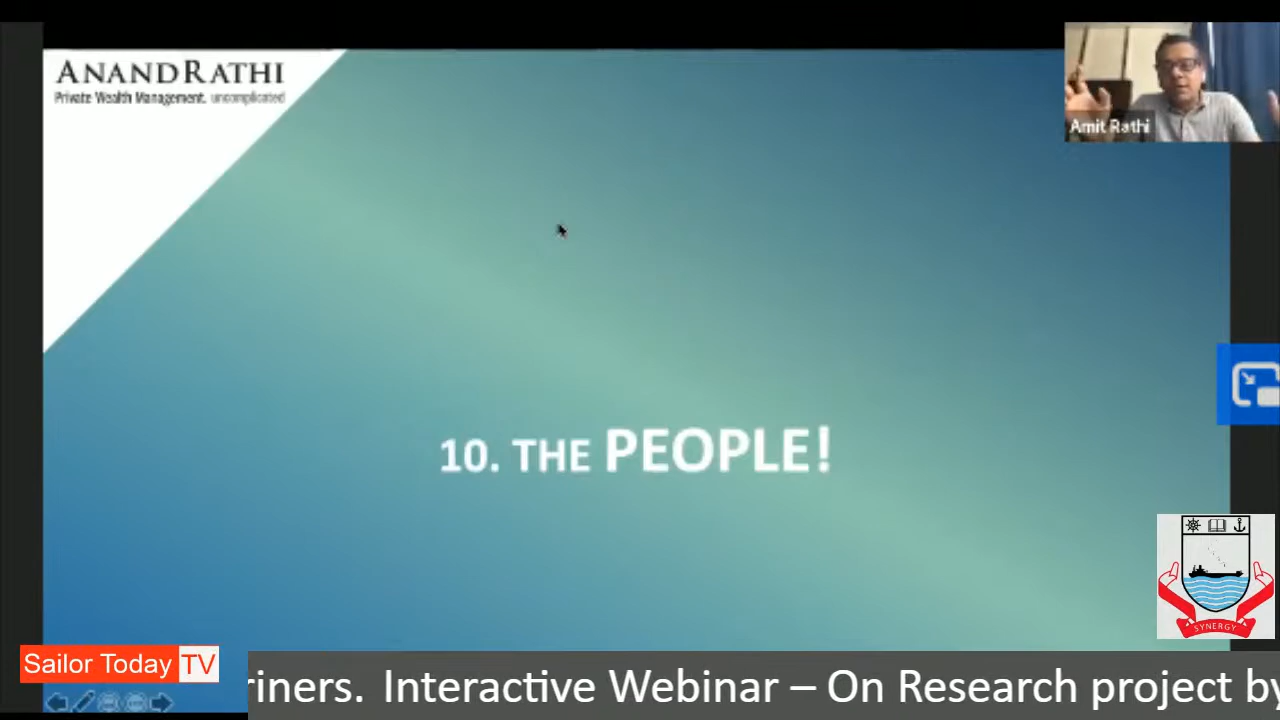 ANANDRATHI
Private Wealth Management. uncomplicated
Amit Rathi
10. THE PEOPLE!
SYNERGY
Sailor Today TV
riners. Interactive Webinar – On Research project by